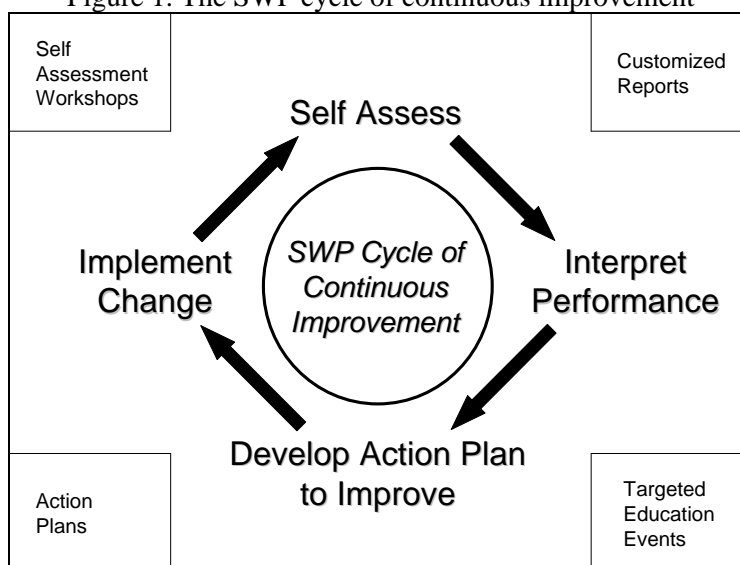 Figure 1. The SWP cycle of continuous improvement
Self
Assessment
Workshops
Customized
Reports
Self Assess
Implement
Change
SWP Cycle of
Continuous
Improvement
Interpret
Performance
Develop Action Plan
to Improve
Action
Plans
Targeted
Education
Events